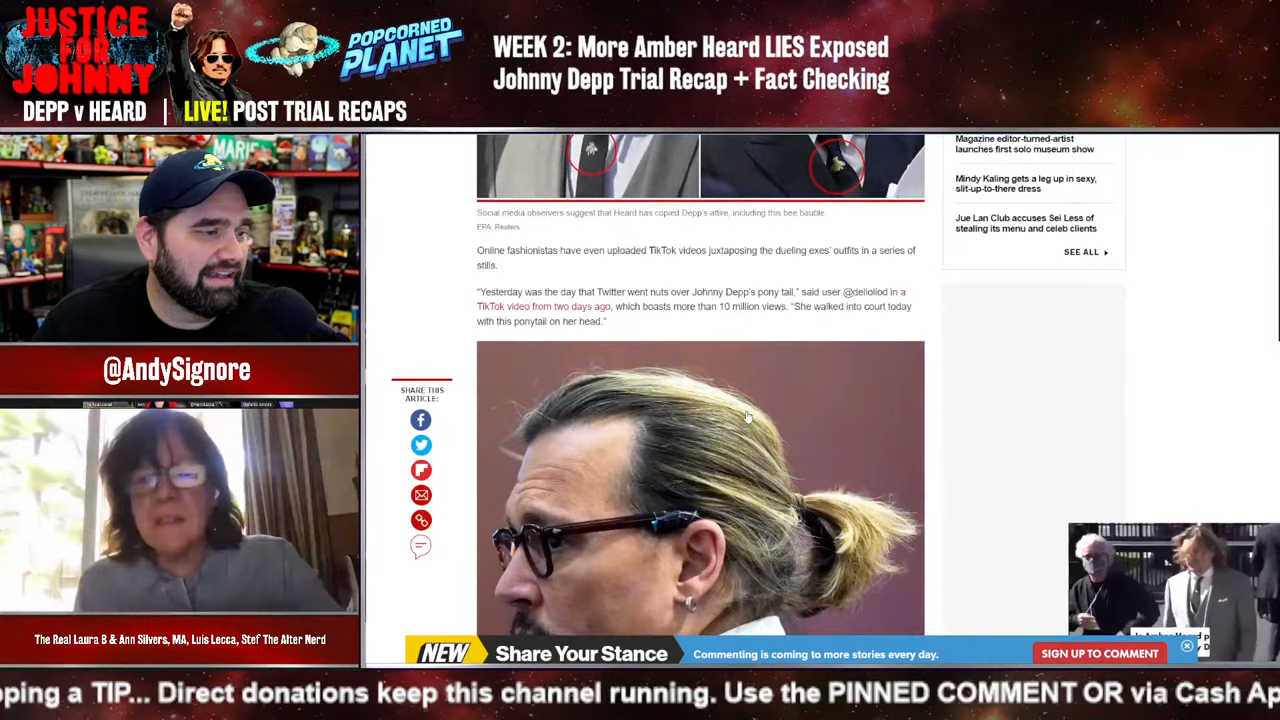 JUSTICE
FOR
JOHNNY
POPCORNED
PLANET
DEPP v HEARD | LIVE! POST TRIAL RECAPS
WEEK 2: More Amber Heard LIES Exposed
Johnny Depp Trial Recap + Fact Checking
MARIE
@AndySignore
The Real Laura B & Ann Silvers, MA, Luis Lecca, Stef The Alter Nerd
Social media observers suggest that Heard has copied Depp's attire, including this bee bauble
EPA; Reuters
Online fashionistas have even uploaded TikTok videos juxtaposing the dueling exes' outfits in a series of
stills.
“Yesterday was the day that Twitter went nuts over Johnny Depp's pony tail,” said user @delloliod in a
TikTok video from two days ago, which boasts more than 10 million views. “She walked into court today
with this ponytail on her head.”
SHARE THIS
ARTICLE:
Magazine editor-turned-artist
launches first solo museum show
Mindy Kaling gets a leg up in sexy,
slit-up-to-there dress
Jue Lan Club accuses Sei Less of
stealing its menu and celeb clients
SEE ALL
NEW
Share Your Stance
Commenting is coming to more stories every day.
SIGN UP TO COMMENT
pping a TIP... Direct donations keep this channel running. Use the PINNED COMMENT OR via Cash Ap